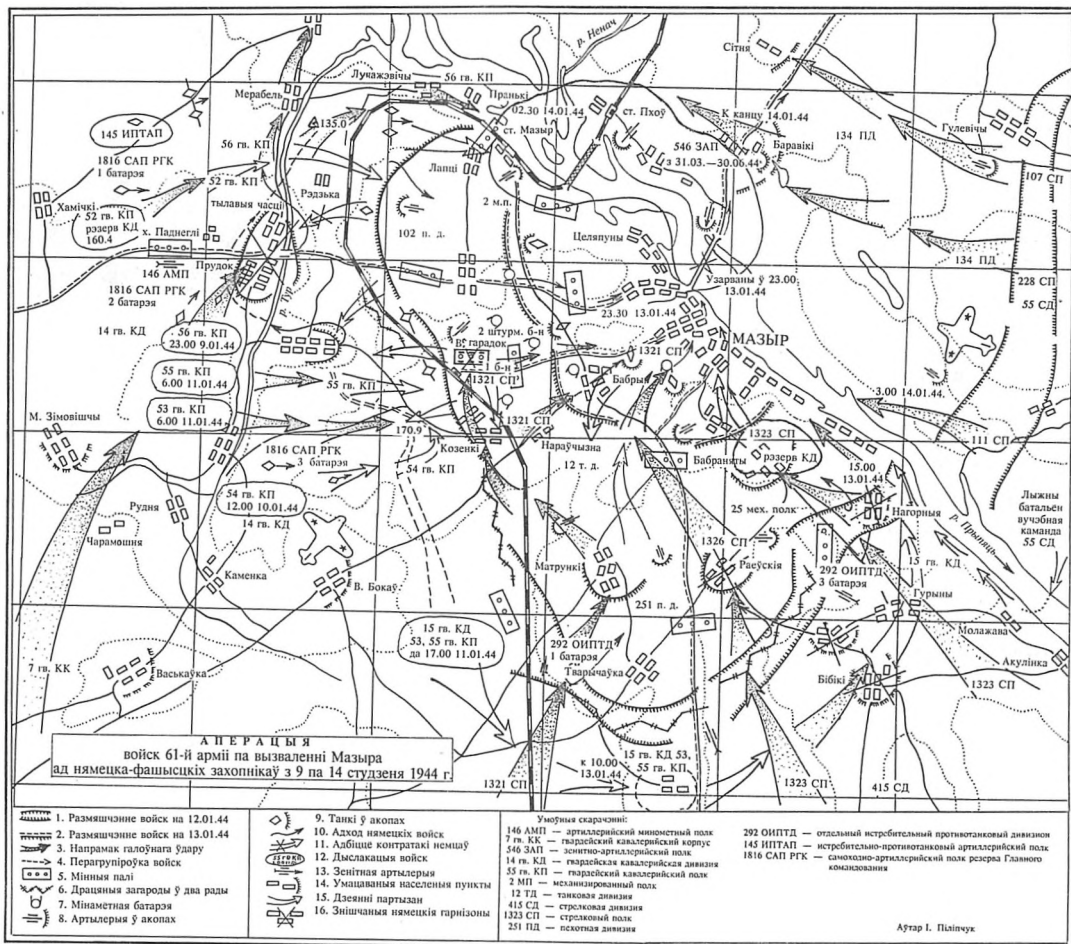 Сітня
р. Ненач
Лучажэвічы
56 гв. КП
Пранькі
Мерабель
02.30 14.01.44
ст. Пхоў
К канцу 14.01.44
135.0
ст. Мазыр
145 ИПТАП
546 ЗАП
134 ПД
Гулевічы
з 31.03.—30.06.44
Баравікі
56 гв. КП
Лапці
1816 САП РГК
1 батарэя
107 СП
52 гв. КП
Рэдзька
Хамічкі
52 гв. КП
рэзерв КД
160.4
тылавыя часці
2 м.п.
х. Паднеглі
102 п. д.
Целяпуны
134 ПД
146 АМП
Прудок
Узарваны ў 23.00
13.01.44
228 СП
1816 САП РГК
2 батарэя
р. Тур
55 СД
23.30 13.01.44
14 гв. КД
56 гв. КП
23.00 9.01.44
2 штурм. б-н
В. гарадок
МАЗЫР
1321 СП
1 б-н
1321 СП
55 гв. КП
6.00 11.01.44
55 гв. КП
Бабры
3.00 14.01.44.
53 гв. КП
6.00 11.01.44
М. Зімовішчы
1321 СП
170.9
Козенкі
Нараўчызна
1323 СП
111 СП
1816 САП РГК
3 батарэя
54 гв. КП
12 т. д.
Бабраняты
рэзерв КД
15.00
13.01.44
54 гв. КП
12.00 10.01.44
Рудня
25 мех. полк
Нагорныя
Лыжны
батальен
вучэбная
каманда
55 СД
14 гв. КД
р. Прыпяць
Чарамошня
1326 СП
Матрункі
Раеўскія
292 ОИПТД
3 батарэя
15 гв. КД
Каменка
В. Бокаў
Гурыны
251 п. д.
15 гв. КД
53, 55 гв. КП
да 17.00 11.01.44
Молажава
292 ОИПТД
1 батарэя
7 гв. КК
Васькаўка
Тварычаўка
Акулінка
Бібікі
1323 СП
АПЕРАЦЫЯ
войск 61-й арміі па вызваленні Мазыра
ад нямецка-фашысцкіх захопнікаў з 9 па 14 студзеня 1944 г.
к 10.00
13.01.44
15 гв. КД 53,
55 гв. КП
1321 СП
1323 СП
415 СД
1. Размяшчэнне войск на 12.01.44
2. Размяшчэнне войск на 13.01.44
3. Напрамак галоўнага ўдару
4. Перагрупіроўка войск
5. Мінныя палі
6. Драцяныя загароды ў два рады
7. Мінаметная батарэя
8. Артылерыя ў акопах
9. Танкі ў акопах
10. Адход нямецкіх войск
11. Адбіцце контратакі немцаў
12. Дыслакацыя войск
13. Зенітная артылерыя
14. Умацаваныя населеныя пункты
15. Дзеянні партызан
16. Знішчаныя нямецкія гарнізоны
Умоўныя скарачэнні:
146 АМП — артиллерийский минометный полк
7 гв. КК — гвардейский кавалерийский корпус
546 ЗАП — зенитно-артиллерийский полк
14 гв. КД — гвардейская кавалерийская дивизия
55 гв. КП — гвардейский кавалерийский полк
2 МП — механизированный полк
12 ТД — танковая дивизия
415 СД — стрелковая дивизия
1323 СП — стрелковый полк
251 ПД — пехотная дивизия
292 ОИПТД — отдельный истребительный противотанковый дивизион
145 ИПТАП — истребительно-противотанковый артиллерийский полк
1816 САП РГК — самоходно-артиллерийский полк резерва Главного
командования
Аўтар І. Піліпчук